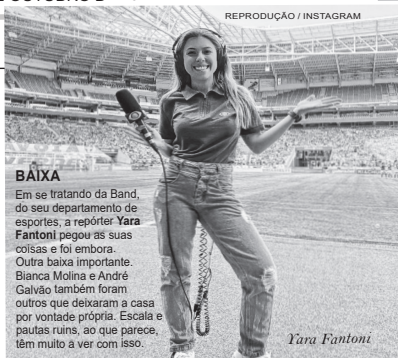 REPRODUÇÃO / INSTAGRAM
BAIXA
Em se tratando da Band,
do seu departamento de
esportes, a repórter Yara
Fantoni pegou as suas
coisas e foi embora.
Outra baixa importante.
Bianca Molina e André
Galvão também foram
outros que deixaram a casa
por vontade própria. Escala e
pautas ruins, ao que parece,
têm muito a ver com isso.
Yara Fantoni